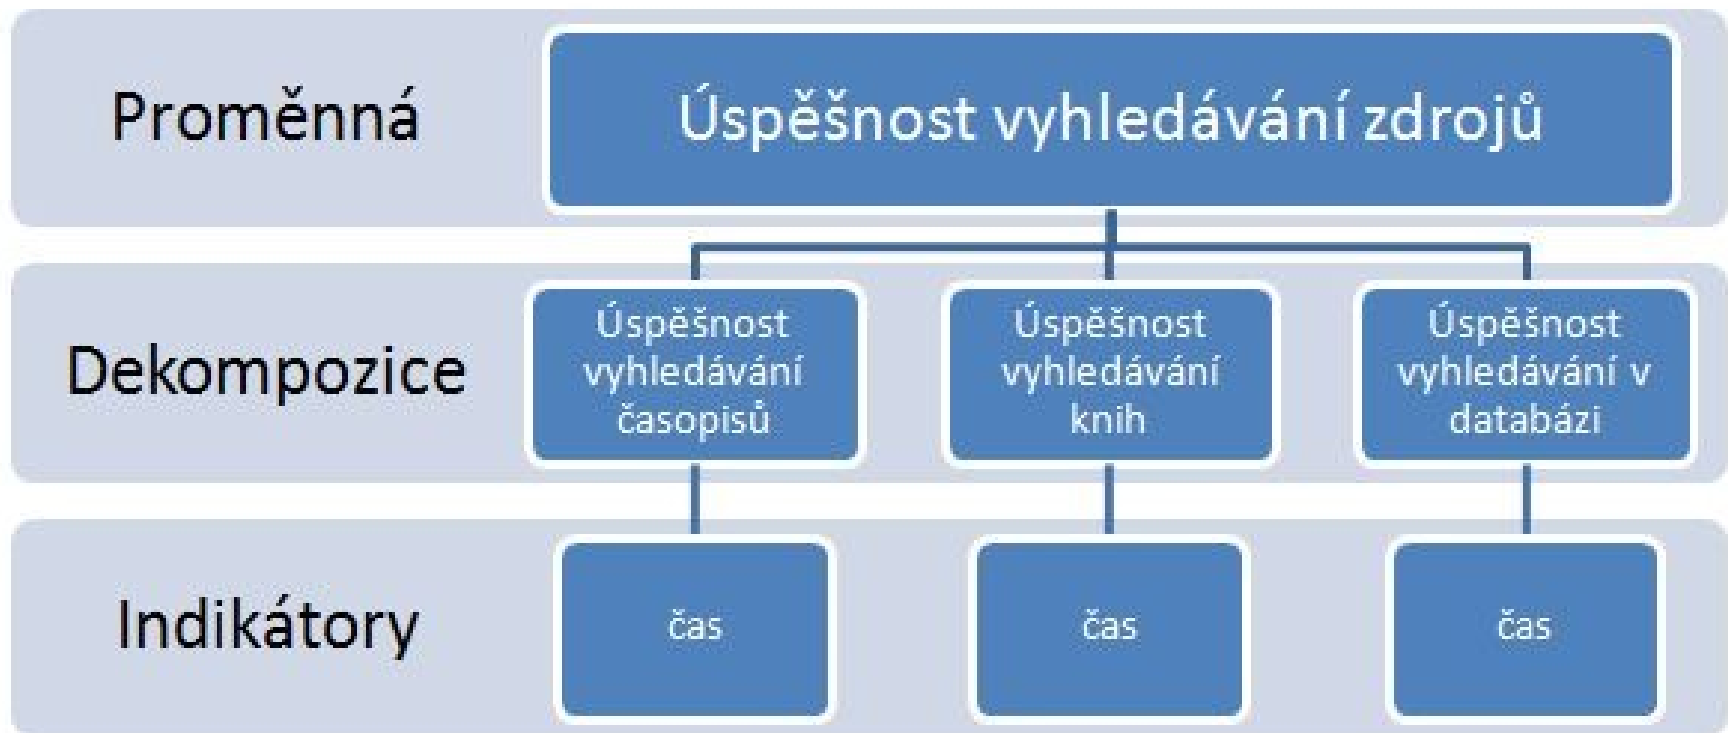 Proměnná
Úspěšnost vyhledávání zdrojů
Dekompozice
Úspěšnost
vyhledávání
časopisů
Úspěšnost
vyhledávání
knih
Úspěšnost
vyhledávání v
databázi
Indikátory
čas
čas
čas